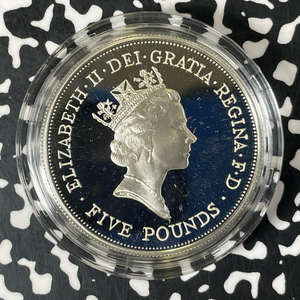 ELIZABETH II · DEI · GRATIA · REGINA · F · D ·
FIVE POUNDS